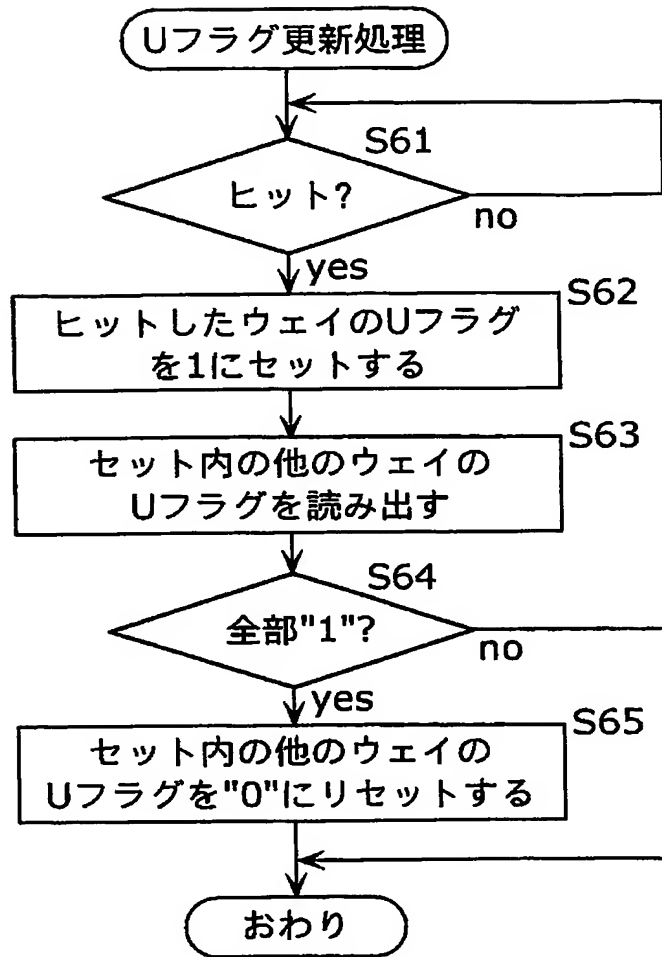 Uフラグ更新処理
S61
ヒット?
no
yes
S62
ヒットしたウェイのUフラグ
を1にセットする
S63
セット内の他のウェイの
Uフラグを読み出す
S64
全部"1"?
no
yes
S65
セット内の他のウェイの
Uフラグを"0"にリセットする
おわり